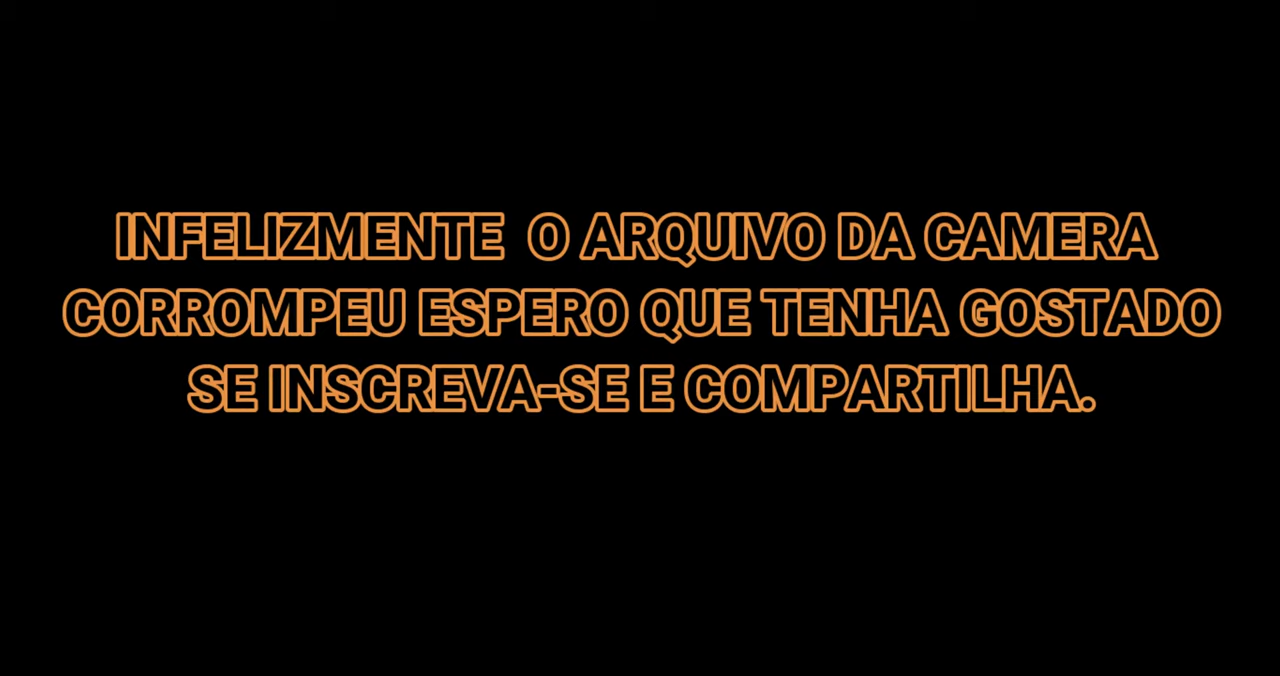 INFELIZMENTE  O ARQUIVO DA CAMERA
CORROMPEU ESPERO QUE TENHA GOSTADO
SE INSCREVA-SE E COMPARTILHA.